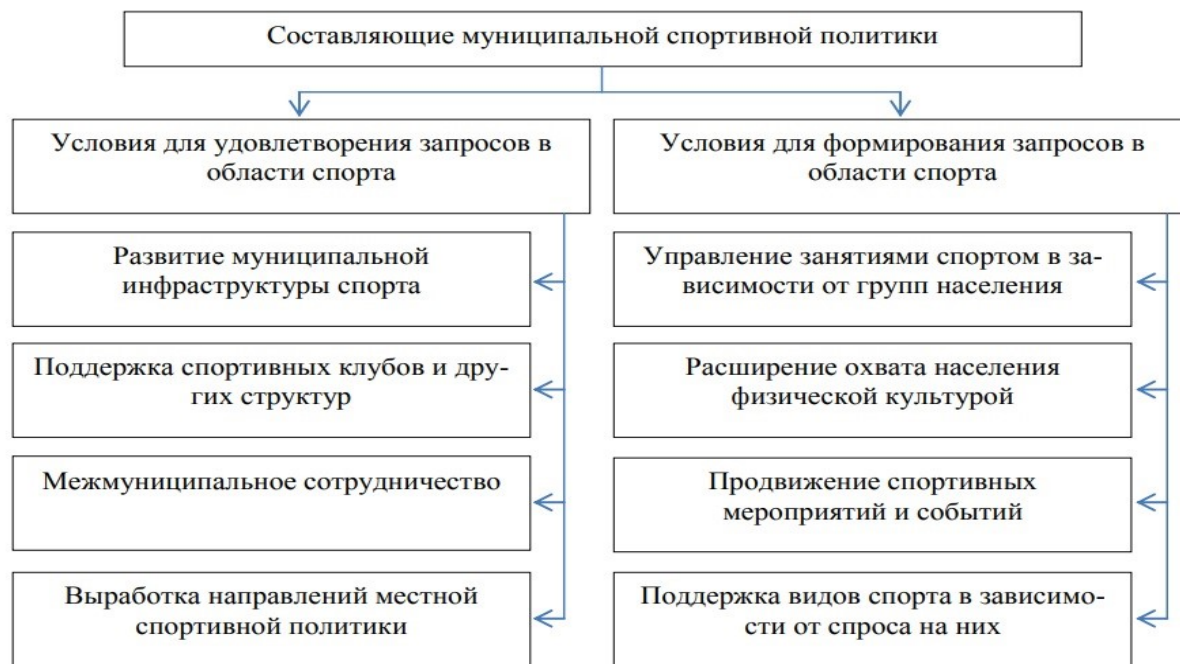 Составляющие муниципальной спортивной политики
Условия для удовлетворения запросов в
области спорта
Развитие муниципальной
инфраструктуры спорта
Поддержка спортивных клубов и дру-
гих структур
Межмуниципальное сотрудничество
Выработка направлений местной
спортивной политики
Условия для формирования запросов в
области спорта
Управление занятиями спортом в за-
висимости от групп населения
Расширение охвата населения
физической культурой
Продвижение спортивных
мероприятий и событий
Поддержка видов спорта в зависимо-
сти от спроса на них